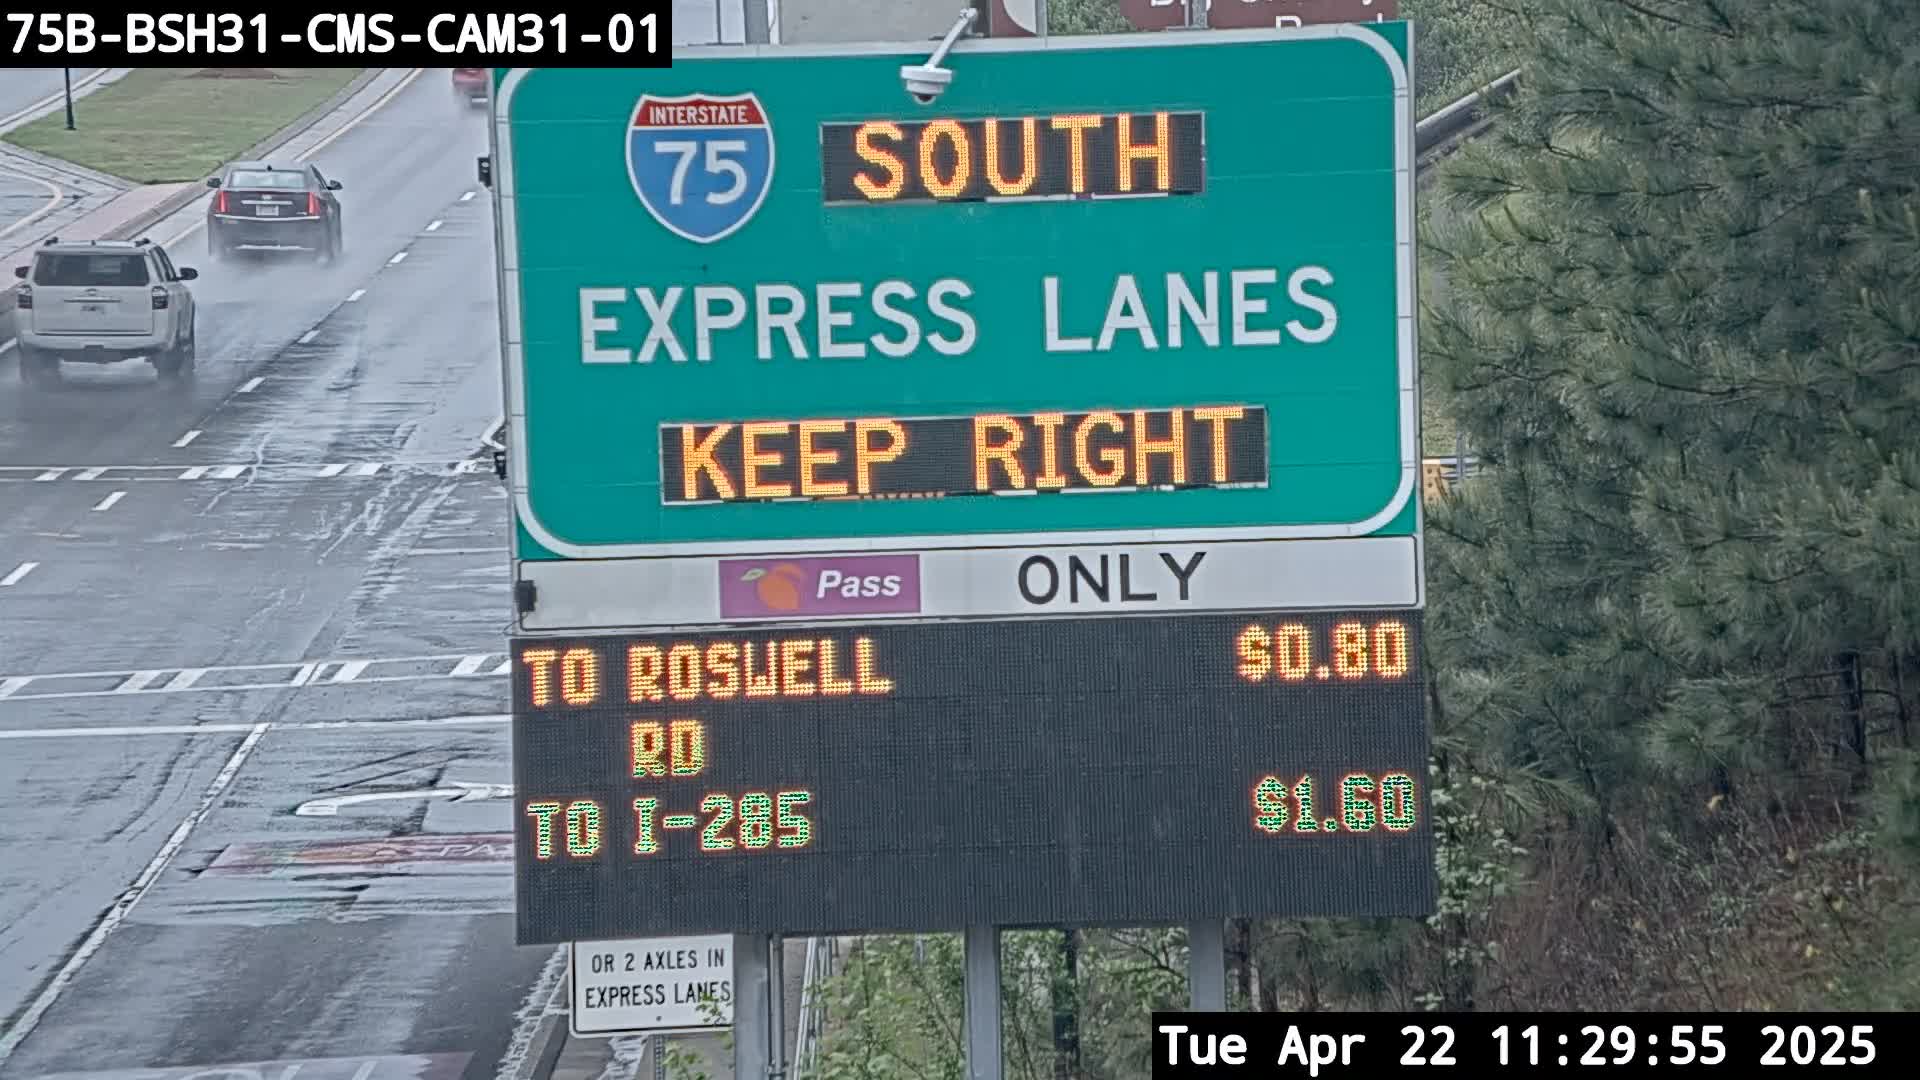 75B-BSH31-CMS-CAM31-01
INTERSTATE
75
SOUTH
EXPRESS LANES
KEEP RIGHT
Pass ONLY
TO ROSWELL $0.80
RD
TO I-285 $1.60
OR 2 AXLES IN
EXPRESS LANES
Tue Apr 22 11:29:55 2025